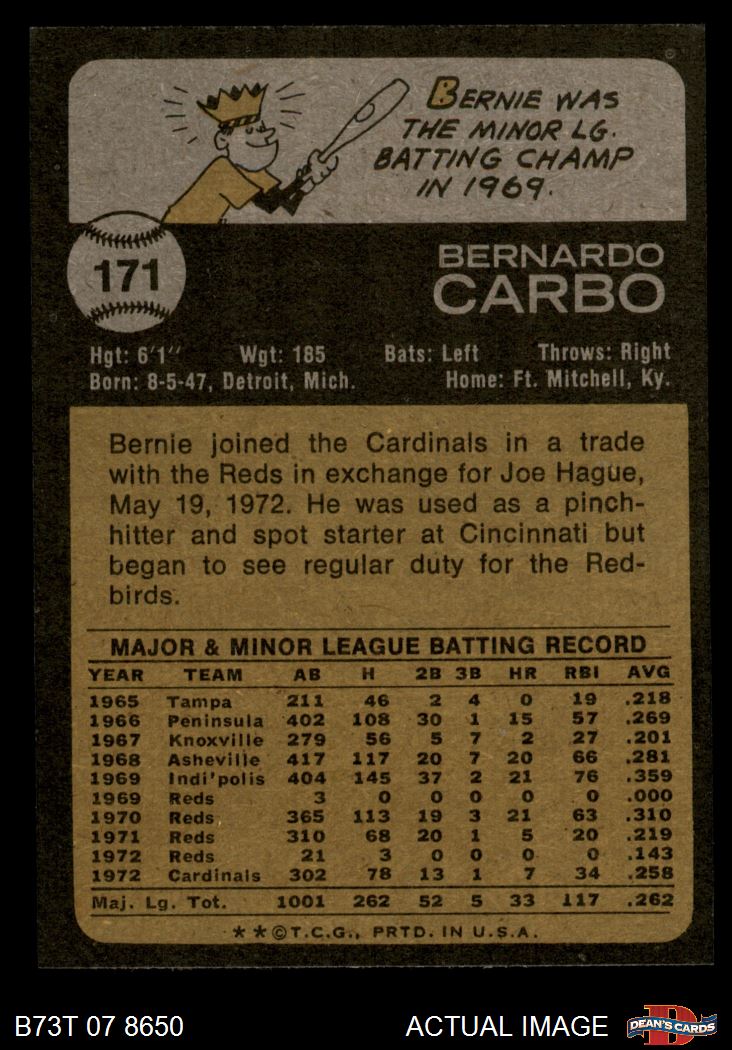 BERNIE WAS
THE MINOR LG.
BATTING CHAMP
IN 1969.
171
BERNARDO
CARBO
Hgt: 6'1" Wgt: 185 Bats: Left Throws: Right
Born: 8-5-47, Detroit, Mich. Home: Ft. Mitchell, Ky.
Bernie joined the Cardinals in a trade
with the Reds in exchange for Joe Hague,
May 19, 1972. He was used as a pinch-
hitter and spot starter at Cincinnati but
began to see regular duty for the Red-
birds.
MAJOR & MINOR LEAGUE BATTING RECORD
YEAR TEAM AB H 2B 3B HR RBI AVG
1965 Tampa 211 46 2 4 0 19 .218
1966 Peninsula 402 108 30 1 15 57 .269
1967 Knoxville 279 56 5 7 2 27 .201
1968 Asheville 417 117 20 7 20 66 .281
1969 Indi'polis 404 145 37 2 21 76 .359
1969 Reds 3 0 0 0 0 0 .000
1970 Reds 365 113 19 3 21 63 .310
1971 Reds 310 68 20 1 5 20 .219
1972 Reds 21 3 0 0 0 0 .143
1972 Cardinals 302 78 13 1 7 34 .258
Maj. Lg. Tot. 1001 262 52 5 33 117 .262
* * © T.C.G., PRTD. IN U.S.A.
B73T 07 8650 ACTUAL IMAGE D DEAN'S CARDS